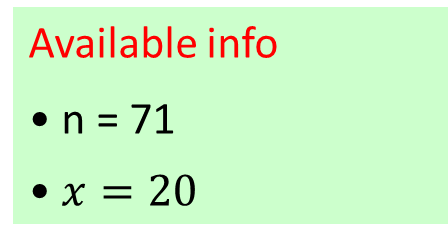 Available info
• n = 71
• x = 20